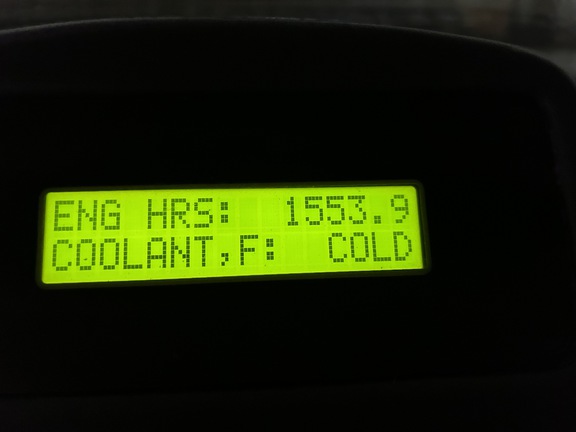 ENG HRS: 1553.9
COOLANT,F: COLD